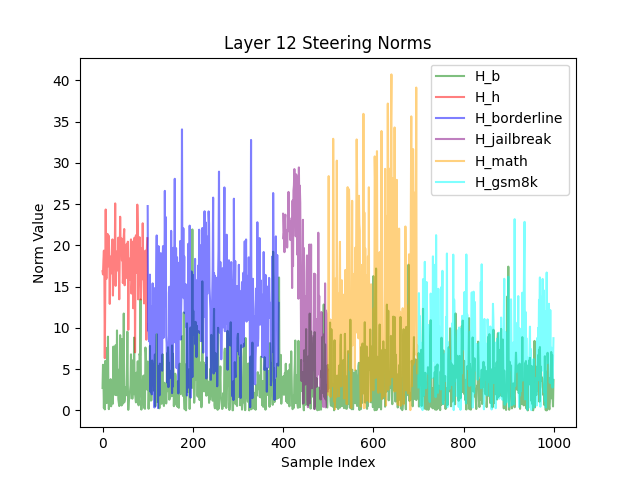 Layer 12 Steering Norms
Norm Value
40
35
30
25
20
15
10
5
0
H_b
H_h
H_borderline
H_jailbreak
H_math
H_gsm8k
0
200
400
600
800
1000
Sample Index